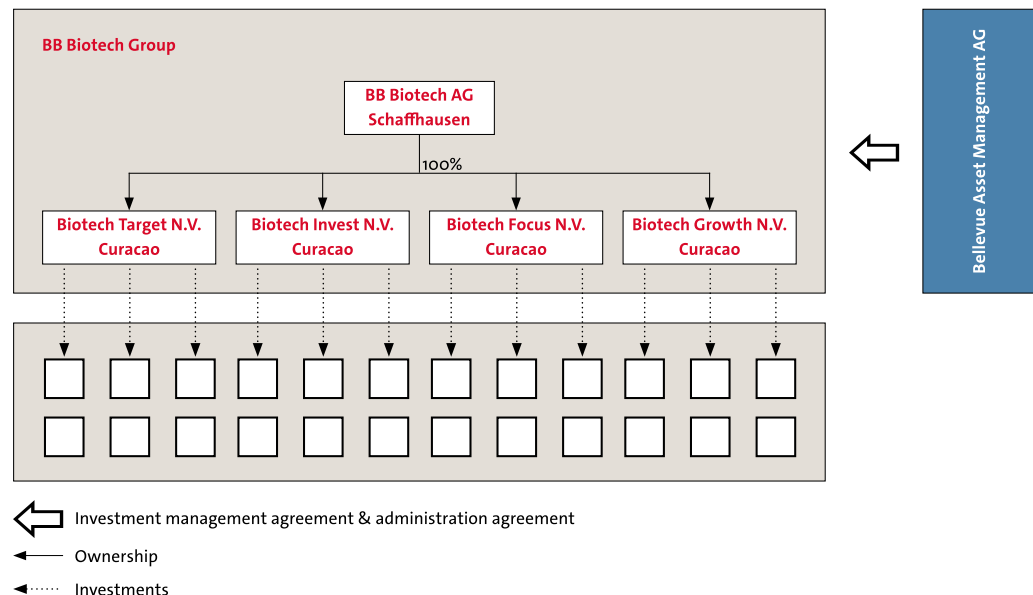 BB Biotech Group
BB Biotech AG
Schaffhausen
100%
Biotech Target N.V.
Curacao
Biotech Invest N.V.
Curacao
Biotech Focus N.V.
Curacao
Biotech Growth N.V.
Curacao
Bellevue Asset Management AG
Investment management agreement & administration agreement
Ownership
Investments